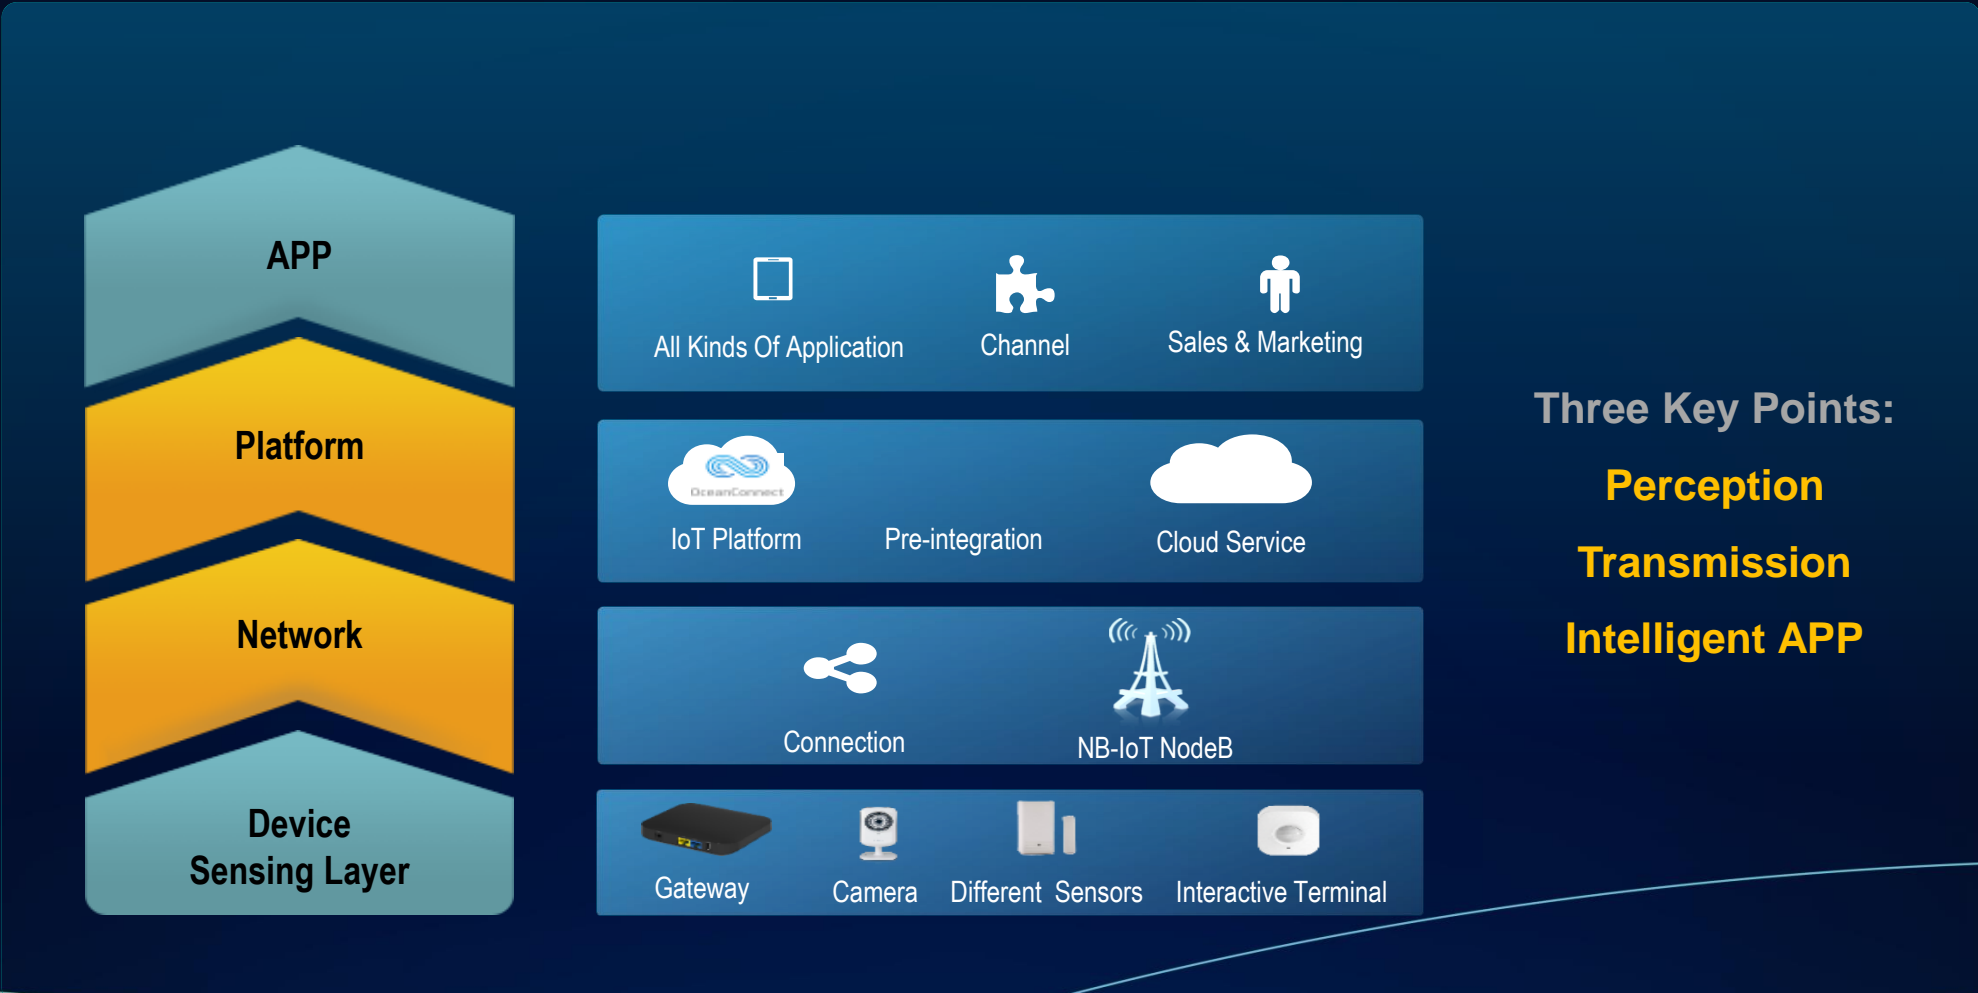 APP
All Kinds Of Application
Channel
Sales & Marketing
Platform
OceanConnect
IoT Platform
Pre-integration
Cloud Service
Network
Connection
NB-IoT NodeB
Device
Sensing Layer
Gateway
Camera
Different Sensors
Interactive Terminal
Three Key Points:
Perception
Transmission
Intelligent APP